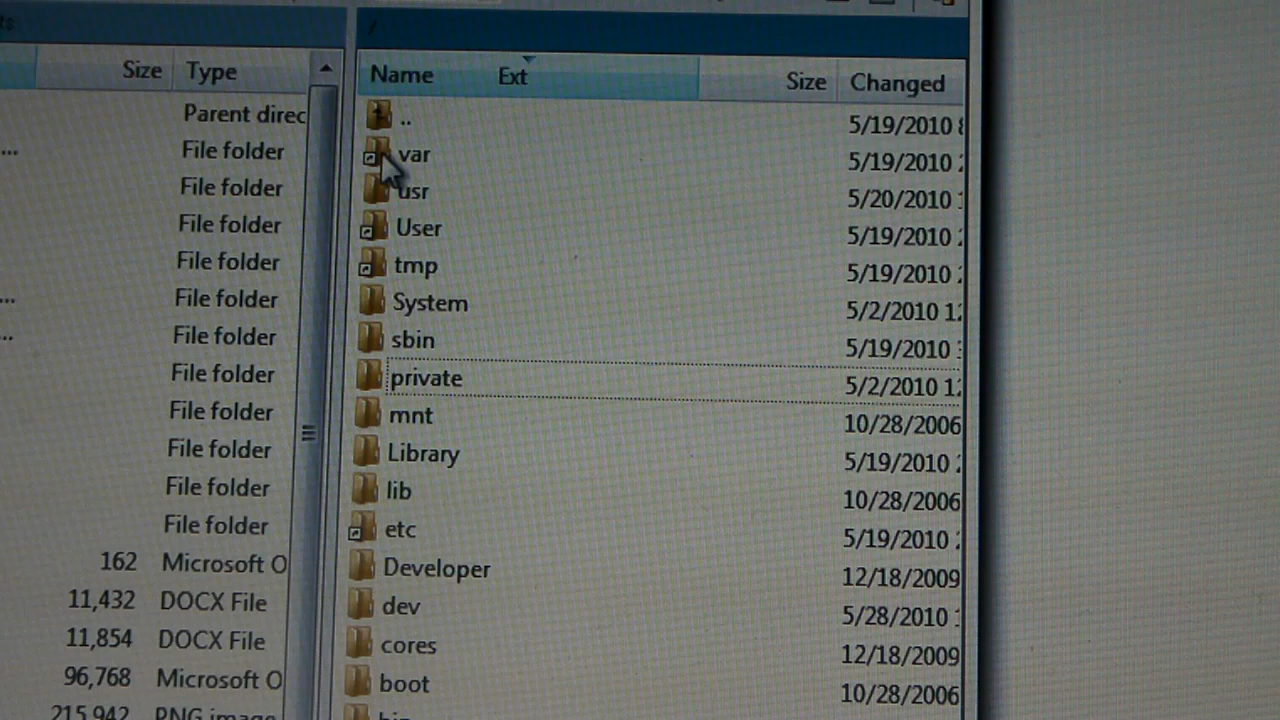 /
Size Type
Name Ext Size Changed
Parent direc
.. 5/19/2010
... File folder
var 5/19/2010
File folder
usr 5/20/2010
File folder
User 5/19/2010
File folder
tmp 5/19/2010
... File folder
System 5/2/2010
File folder
sbin 5/19/2010
File folder
private 5/2/2010
File folder
mnt 10/28/2006
File folder
Library 5/19/2010
File folder
lib 10/28/2006
File folder
etc 5/19/2010
162 Microsoft O
Developer 12/18/2009
11,432 DOCX File
dev 5/28/2010
11,854 DOCX File
cores 12/18/2009
96,768 Microsoft O
boot 10/28/2006
215,942 PNG image